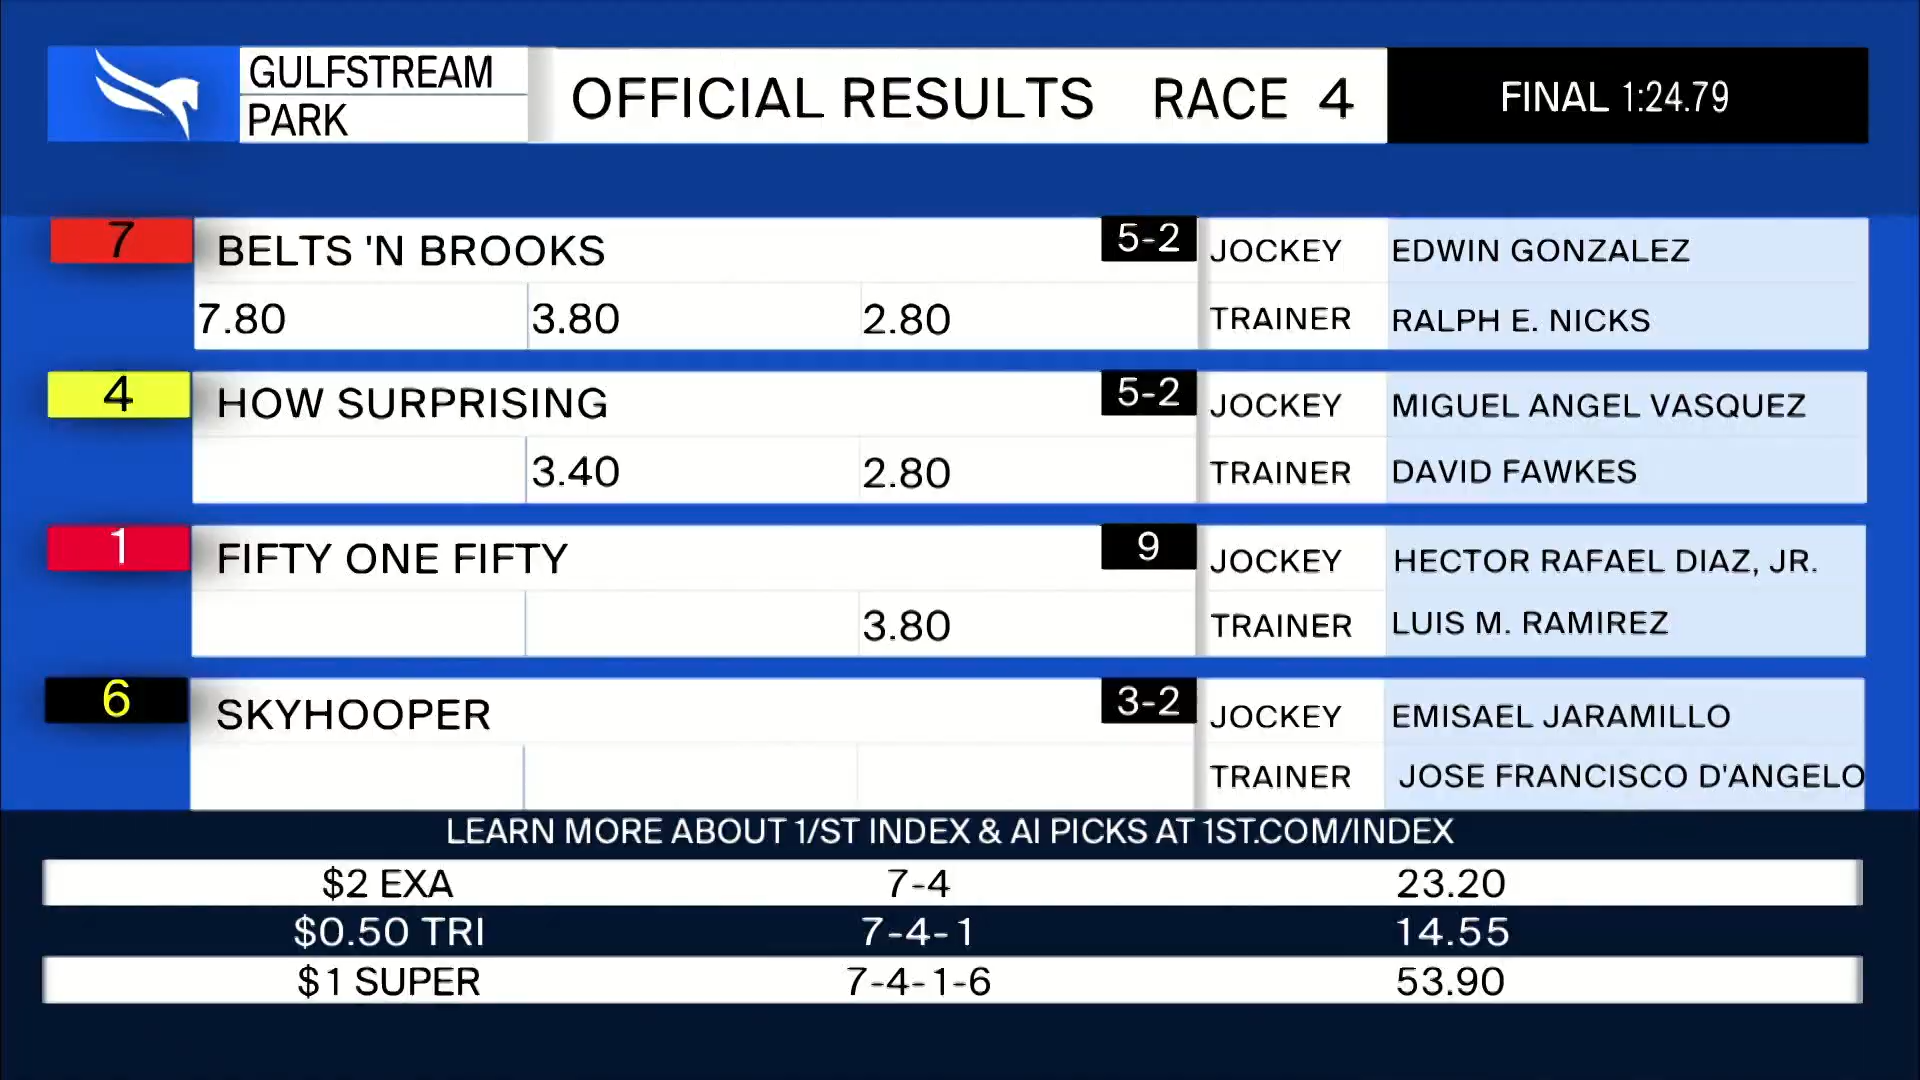 GULFSTREAM
PARK
OFFICIAL RESULTS RACE 4
FINAL 1:24.79
7 BELTS 'N BROOKS 5-2 JOCKEY EDWIN GONZALEZ
7.80 3.80 2.80 TRAINER RALPH E. NICKS
4 HOW SURPRISING 5-2 JOCKEY MIGUEL ANGEL VASQUEZ
3.40 2.80 TRAINER DAVID FAWKES
1 FIFTY ONE FIFTY 9 JOCKEY HECTOR RAFAEL DIAZ, JR.
3.80 TRAINER LUIS M. RAMIREZ
6 SKYHOOPER 3-2 JOCKEY EMISAEL JARAMILLO
TRAINER JOSE FRANCISCO D'ANGELO
LEARN MORE ABOUT 1/ST INDEX & AI PICKS AT 1ST.COM/INDEX
$2 EXA 7-4 23.20
$0.50 TRI 7-4-1 14.55
$1 SUPER 7-4-1-6 53.90